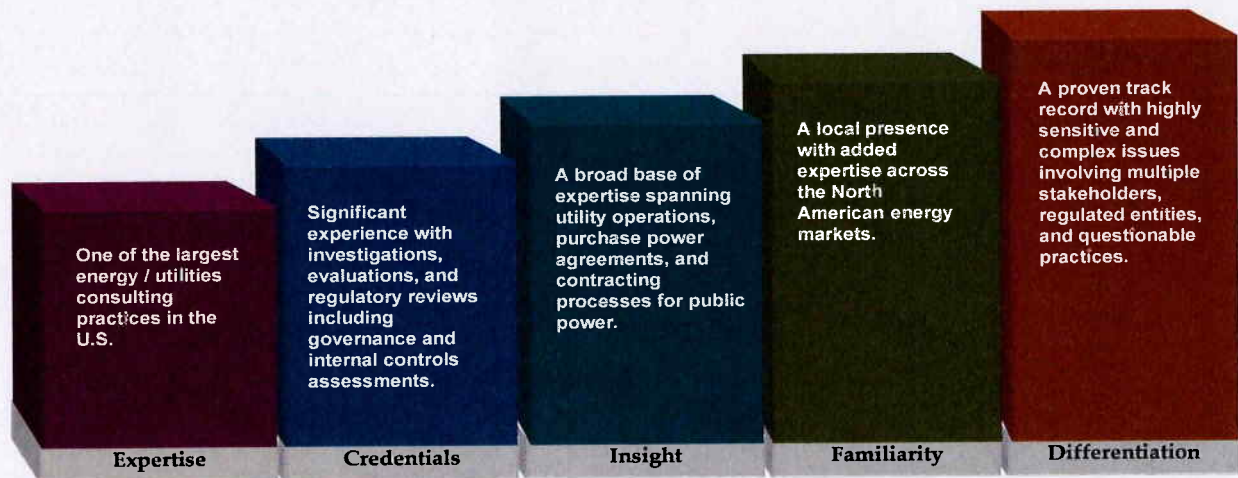 One of the largest
energy / utilities
consulting
practices in the
U.S.
Expertise
Significant
experience with
investigations,
evaluations, and
regulatory reviews
including
governance and
internal controls
assessments.
Credentials
A broad base of
expertise spanning
utility operations,
purchase power
agreements, and
contracting
processes for public
power.
Insight
A local presence
with added
expertise across
the North
American energy
markets.
Familiarity
A proven track
record with highly
sensitive and
complex issues
involving multiple
stakeholders,
regulated entities,
and questionable
practices.
Differentiation